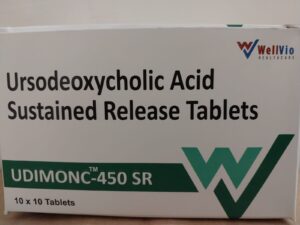 WellVio
HEALTHCARE
Ursodeoxycholic Acid
Sustained Release Tablets
UDIMONC™-450 SR
10 x 10 Tablets